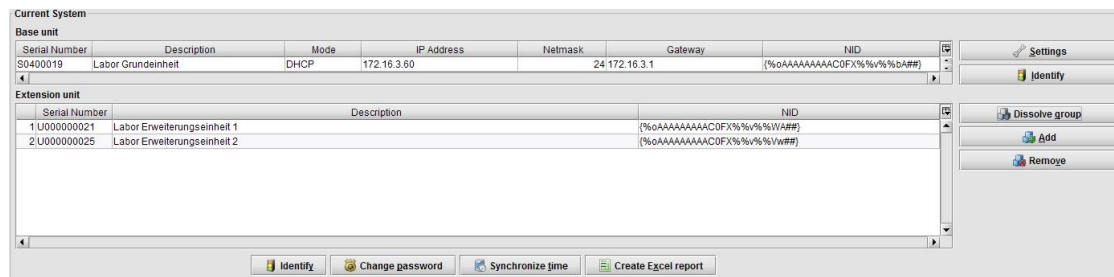 Current System
Base unit
Serial Number Description Mode IP Address Netmask Gateway NID
S0400019 Labor Grundeinheit DHCP 172.16.3.60 24 172.16.3.1 {%oAAAAAAAAAC0FX%%v%%bA##}
Settings
Identify
Extension unit
Serial Number Description NID
1 U000000021 Labor Erweiterungseinheit 1 {%oAAAAAAAAAC0FX%%v%%WA##}
2 U000000025 Labor Erweiterungseinheit 2 {%oAAAAAAAAAC0FX%%v%%Vw##}
Dissolve group
Add
Remove
Identify Change password Synchronize time Create Excel report